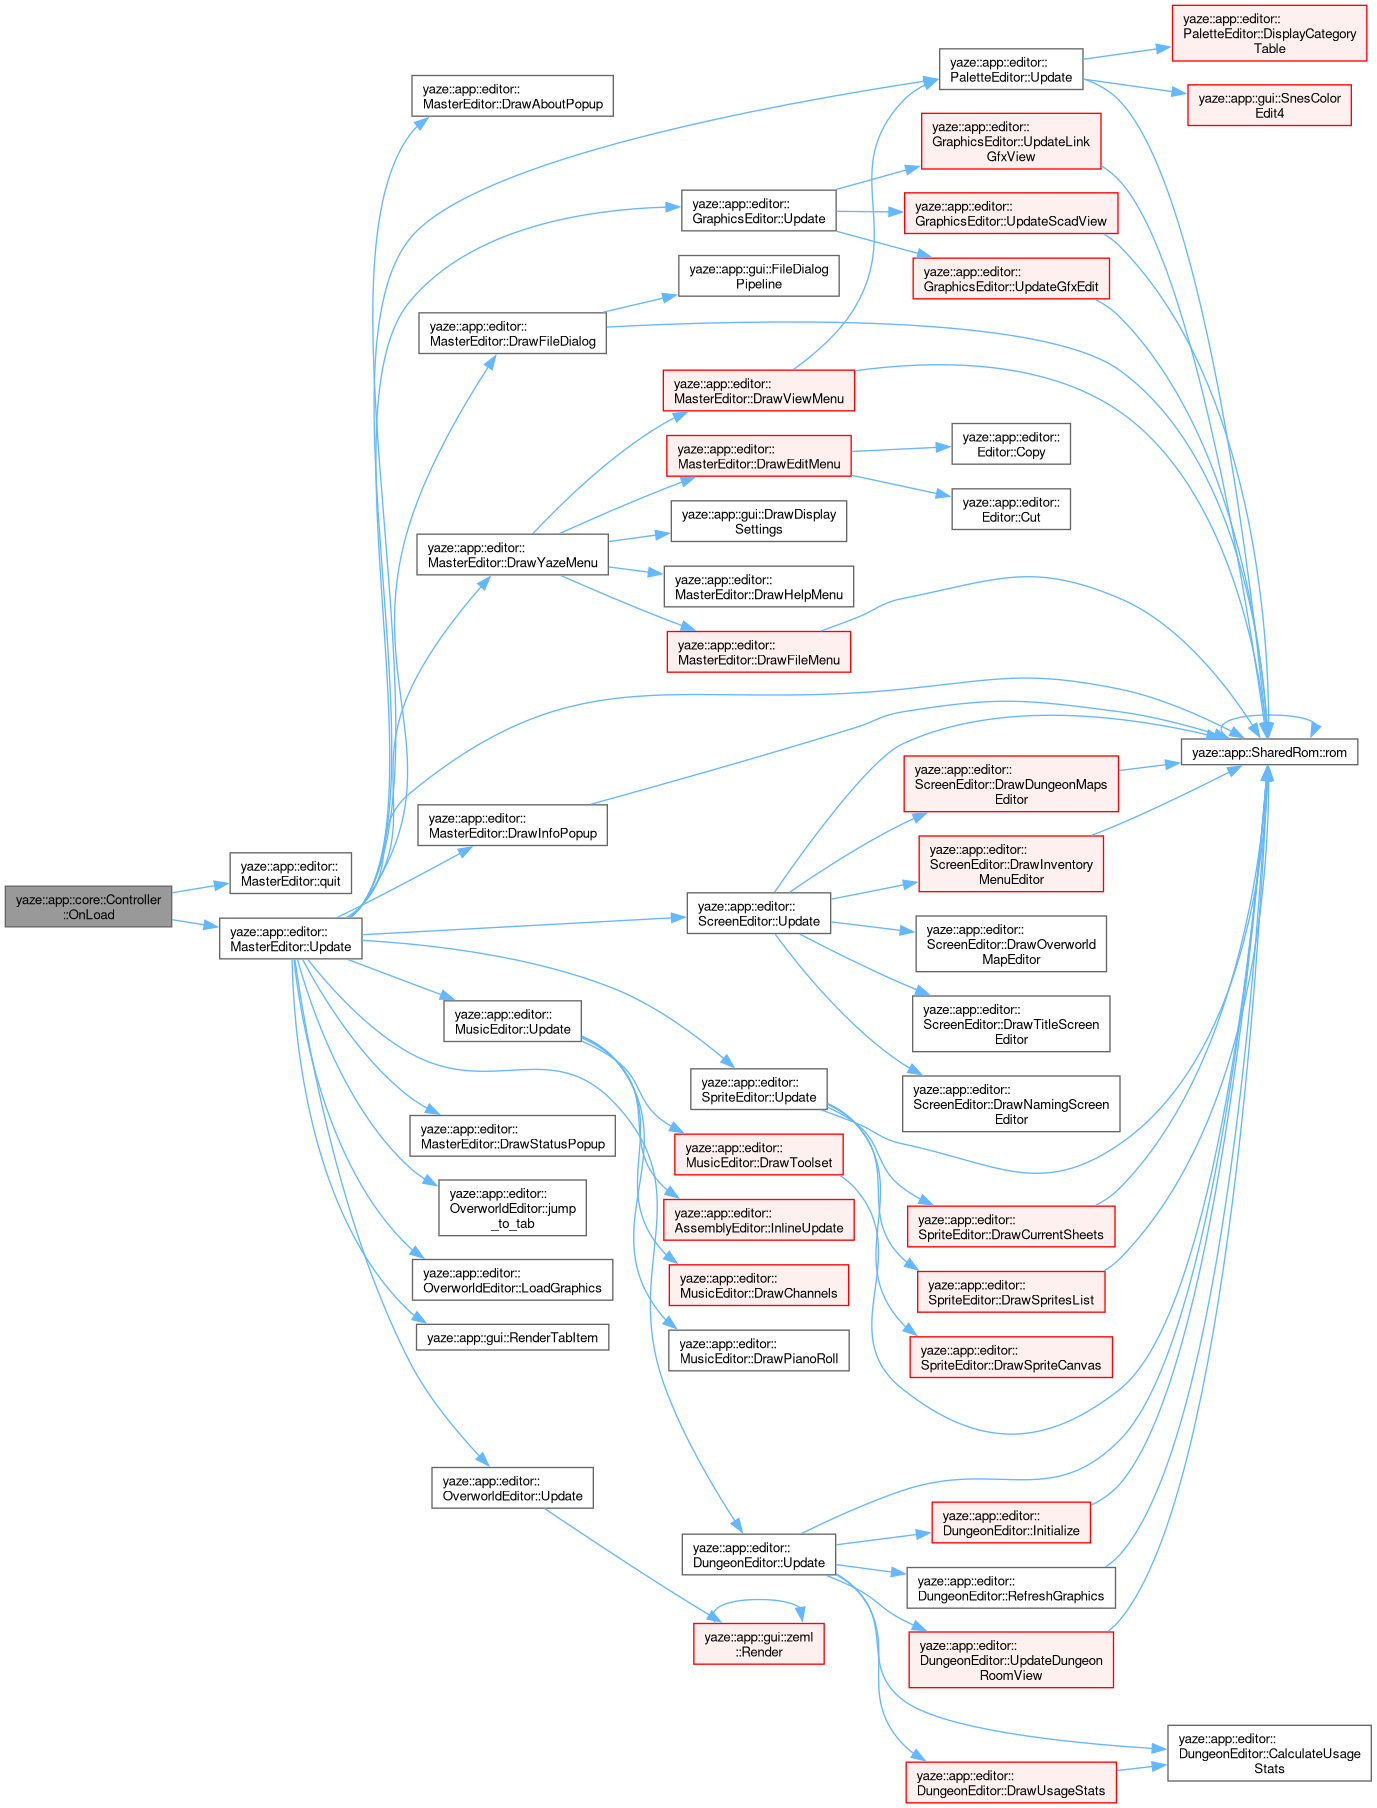 yaze::app::editor::
PaletteEditor::DisplayCategory
Table
yaze::app::editor::
PaletteEditor::Update
yaze::app::editor::
MasterEditor::DrawAboutPopup
yaze::app::gui::SnesColor
Edit4
yaze::app::editor::
GraphicsEditor::UpdateLink
GfxView
yaze::app::editor::
GraphicsEditor::Update
yaze::app::editor::
GraphicsEditor::UpdateScadView
yaze::app::gui::FileDialog
Pipeline
yaze::app::editor::
GraphicsEditor::UpdateGfxEdit
yaze::app::editor::
MasterEditor::DrawFileDialog
yaze::app::editor::
MasterEditor::DrawViewMenu
yaze::app::editor::
MasterEditor::DrawEditMenu
yaze::app::editor::
Editor::Copy
yaze::app::gui::DrawDisplay
Settings
yaze::app::editor::
Editor::Cut
yaze::app::editor::
MasterEditor::DrawYazeMenu
yaze::app::editor::
MasterEditor::DrawHelpMenu
yaze::app::editor::
MasterEditor::DrawFileMenu
yaze::app::SharedRom::rom
yaze::app::editor::
ScreenEditor::DrawDungeonMaps
Editor
yaze::app::editor::
MasterEditor::DrawInfoPopup
yaze::app::editor::
ScreenEditor::DrawInventory
MenuEditor
yaze::app::editor::
MasterEditor::quit
yaze::app::core::Controller
::OnLoad
yaze::app::editor::
ScreenEditor::Update
yaze::app::editor::
MasterEditor::Update
yaze::app::editor::
ScreenEditor::DrawOverworld
MapEditor
yaze::app::editor::
MusicEditor::Update
yaze::app::editor::
ScreenEditor::DrawTitleScreen
Editor
yaze::app::editor::
SpriteEditor::Update
yaze::app::editor::
ScreenEditor::DrawNamingScreen
Editor
yaze::app::editor::
MasterEditor::DrawStatusPopup
yaze::app::editor::
MusicEditor::DrawToolset
yaze::app::editor::
OverworldEditor::jump
_to_tab
yaze::app::editor::
AssemblyEditor::InlineUpdate
yaze::app::editor::
SpriteEditor::DrawCurrentSheets
yaze::app::editor::
OverworldEditor::LoadGraphics
yaze::app::editor::
MusicEditor::DrawChannels
yaze::app::editor::
SpriteEditor::DrawSpritesList
yaze::app::gui::RenderTabItem
yaze::app::editor::
MusicEditor::DrawPianoRoll
yaze::app::editor::
SpriteEditor::DrawSpriteCanvas
yaze::app::editor::
OverworldEditor::Update
yaze::app::editor::
DungeonEditor::Initialize
yaze::app::editor::
DungeonEditor::Update
yaze::app::editor::
DungeonEditor::RefreshGraphics
yaze::app::gui::zeml
::Render
yaze::app::editor::
DungeonEditor::UpdateDungeon
RoomView
yaze::app::editor::
DungeonEditor::CalculateUsage
Stats
yaze::app::editor::
DungeonEditor::DrawUsageStats